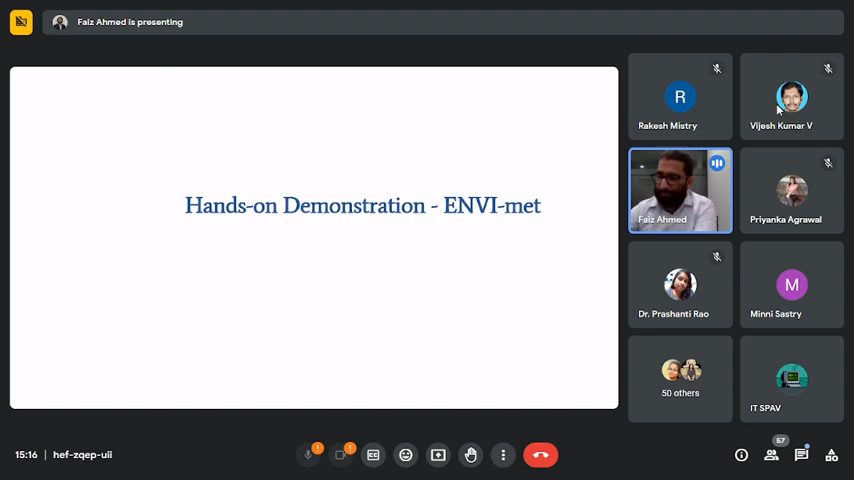 Faiz Ahmed is presenting
Hands-on Demonstration - ENVI-met
R
Rakesh Mistry
Vijesh Kumar V
Faiz Ahmed
Priyanka Agrawal
Dr. Prashanti Rao
M
Minni Sastry
50 others
IT SPAV
15:16
hef-zqep-uii
57